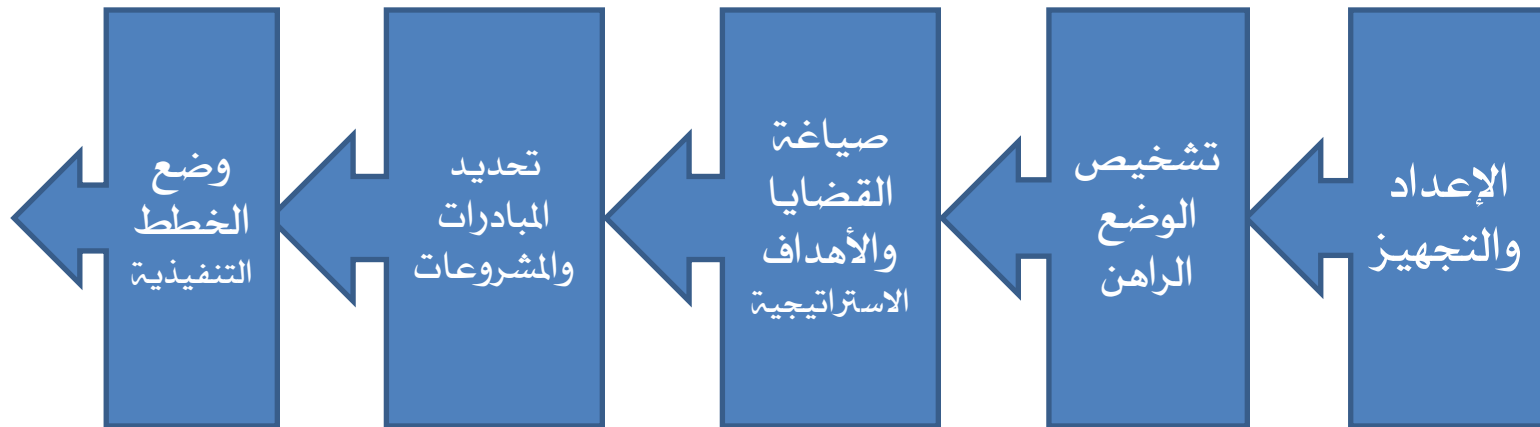 الإعداد
والتجهيز
تشخيص
الوضع
الراهن
صياغة
القضايا
والأهداف
الاستراتيجية
تحديد
المبادرات
والمشروعات
وضع
الخطط
التنفيذية